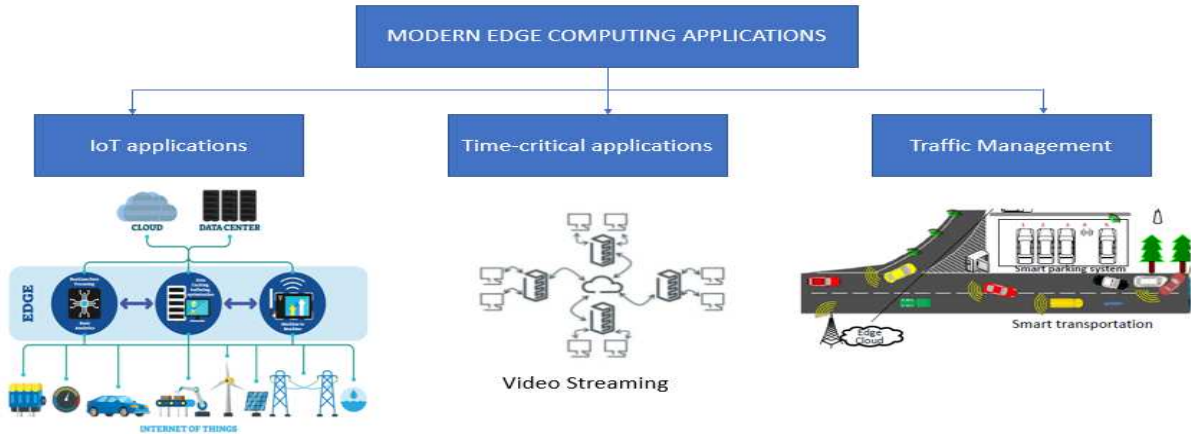 MODERN EDGE COMPUTING APPLICATIONS
IoT applications
Time-critical applications
Traffic Management
CLOUD
DATA CENTER
EDGE
INTERNET OF THINGS
Video Streaming
Smart parking system
Smart transportation
Edge
Cloud